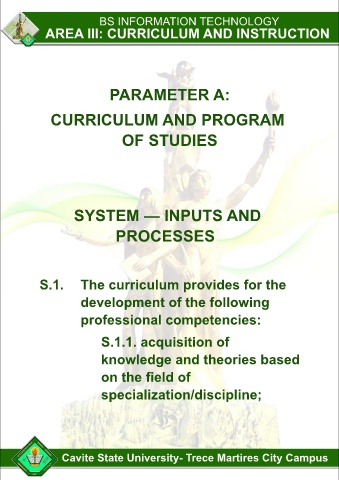 BS INFORMATION TECHNOLOGY
AREA III: CURRICULUM AND INSTRUCTION
PARAMETER A:
CURRICULUM AND PROGRAM
OF STUDIES
SYSTEM — INPUTS AND
PROCESSES
S.1. The curriculum provides for the
development of the following
professional competencies:
S.1.1. acquisition of
knowledge and theories based
on the field of
specialization/discipline;
Cavite State University- Trece Martires City Campus